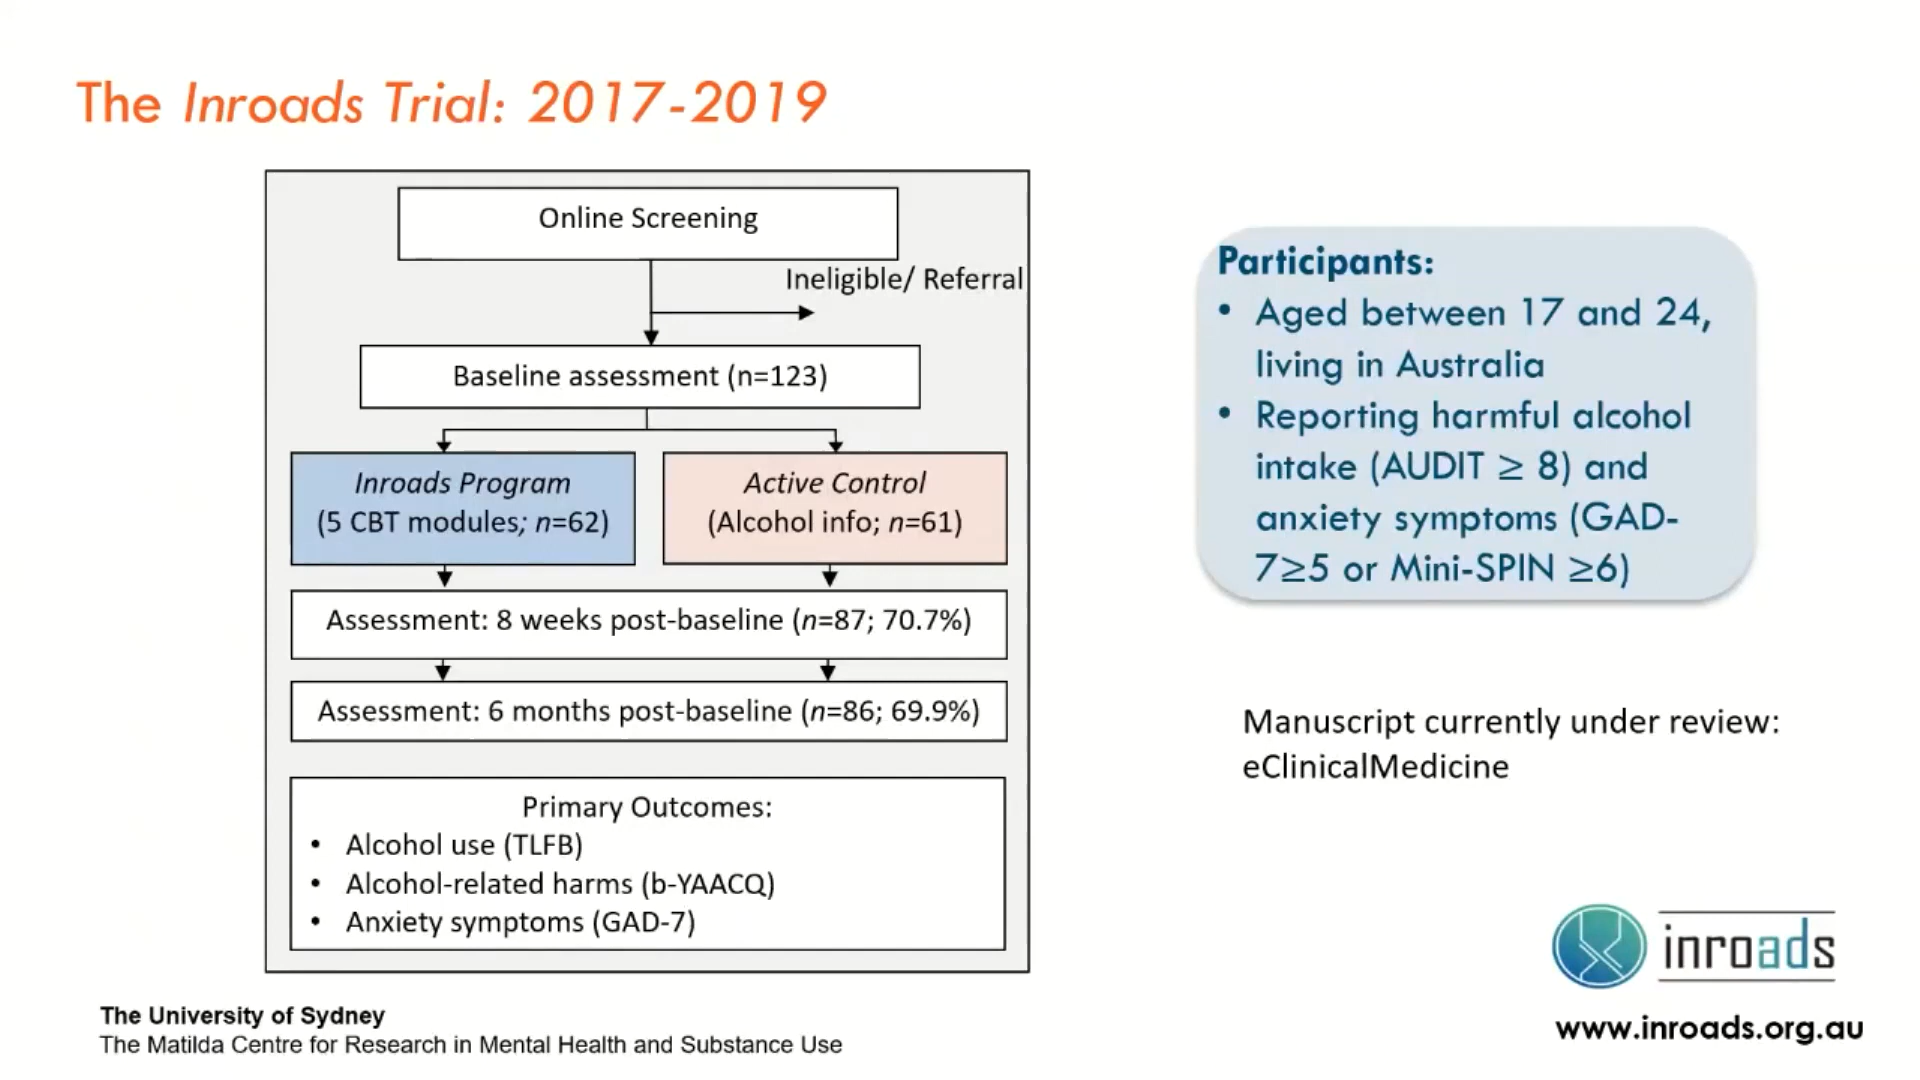 The Inroads Trial: 2017-2019
Online Screening
Ineligible/ Referral
Baseline assessment (n=123)
Inroads Program
(5 CBT modules; n=62)
Active Control
(Alcohol info; n=61)
Assessment: 8 weeks post-baseline (n=87; 70.7%)
Assessment: 6 months post-baseline (n=86; 69.9%)
Primary Outcomes:
• Alcohol use (TLFB)
• Alcohol-related harms (b-YAACQ)
• Anxiety symptoms (GAD-7)
Participants:
• Aged between 17 and 24,
living in Australia
• Reporting harmful alcohol
intake (AUDIT ≥ 8) and
anxiety symptoms (GAD-
7≥5 or Mini-SPIN ≥6)
Manuscript currently under review:
eClinicalMedicine
inroads
www.inroads.org.au
The University of Sydney
The Matilda Centre for Research in Mental Health and Substance Use